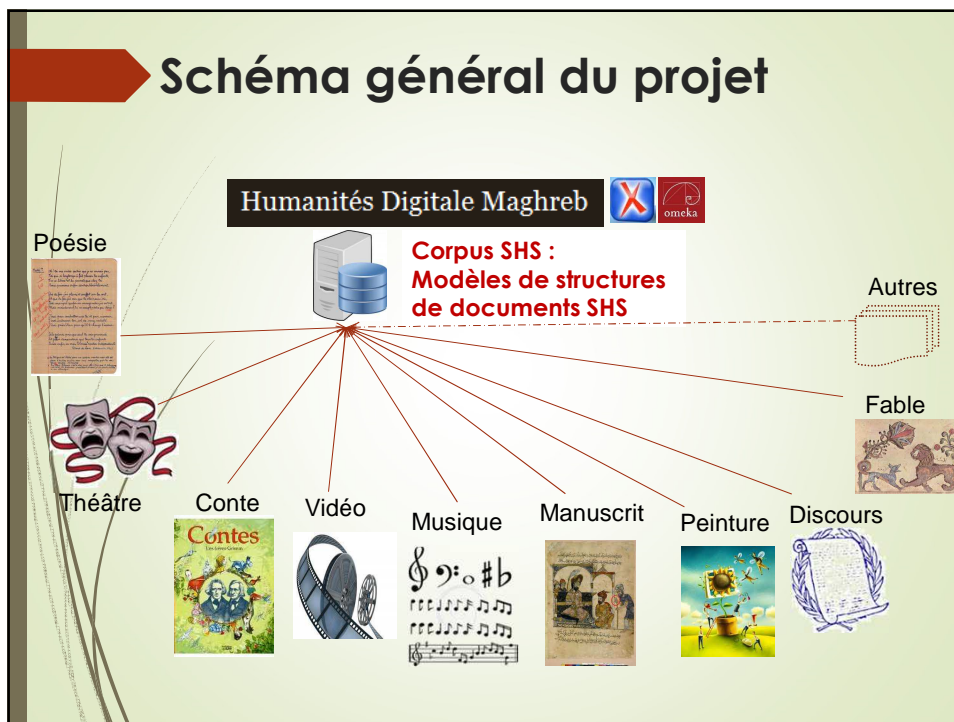 Schéma général du projet
Humanités Digitale Maghreb
omeka
Corpus SHS :
Modèles de structures
de documents SHS
Poésie
Autres
Fable
Théâtre
Conte
Vidéo
Musique
Manuscrit
Peinture
Discours
Contes